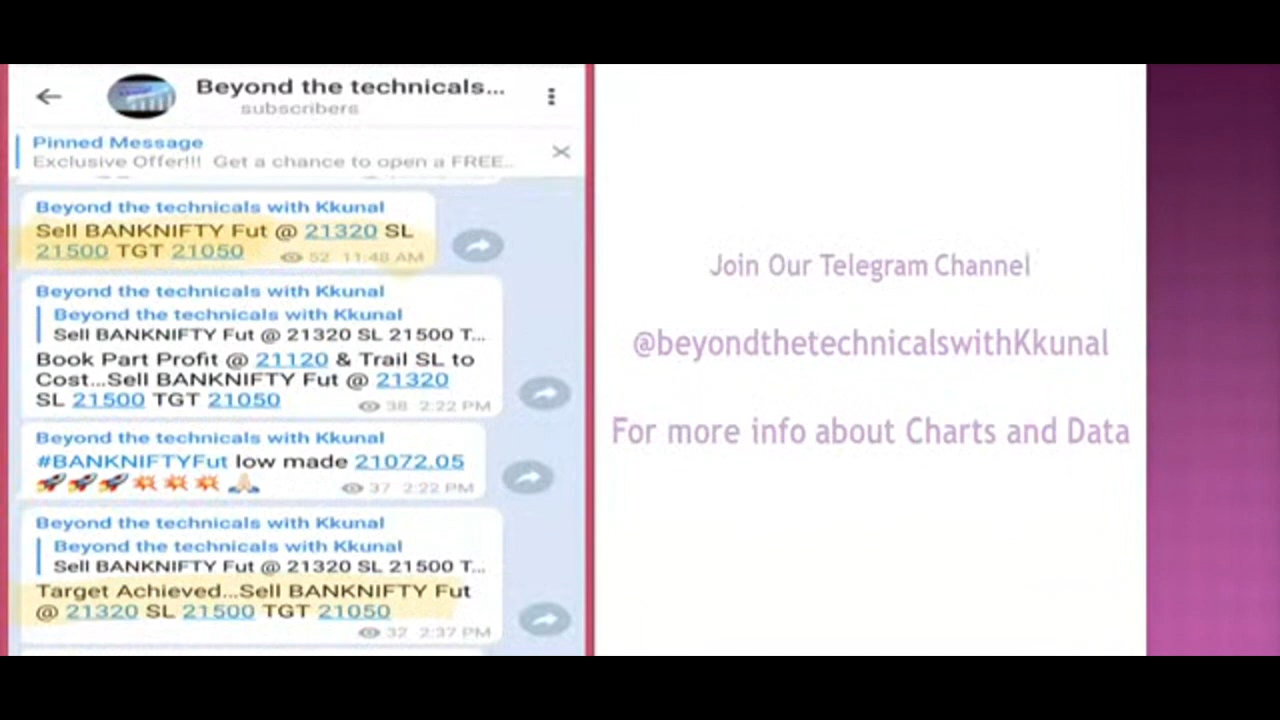 Beyond the technicals...
subscribers
Pinned Message
Exclusive Offer!!! Get a chance to open a FREE...
Beyond the technicals with Kkunal
Sell BANKNIFTY Fut @ 21320 SL
21500 TGT 21050
52 11:48 AM
Beyond the technicals with Kkunal
Beyond the technicals with Kkunal
Sell BANKNIFTY Fut @ 21320 SL 21500 T...
Book Part Profit @ 21120 & Trail SL to
Cost...Sell BANKNIFTY Fut @ 21320
SL 21500 TGT 21050
38 2:22 PM
Beyond the technicals with Kkunal
#BANKNIFTYFut low made 21072.05
🚀🚀🚀💥💥💥🙏🏻
37 2:22 PM
Beyond the technicals with Kkunal
Beyond the technicals with Kkunal
Sell BANKNIFTY Fut @ 21320 SL 21500 T...
Target Achieved...Sell BANKNIFTY Fut
@ 21320 SL 21500 TGT 21050
32 2:37 PM
Join Our Telegram Channel
@beyondthetechnicalswithKkunal
For more info about Charts and Data